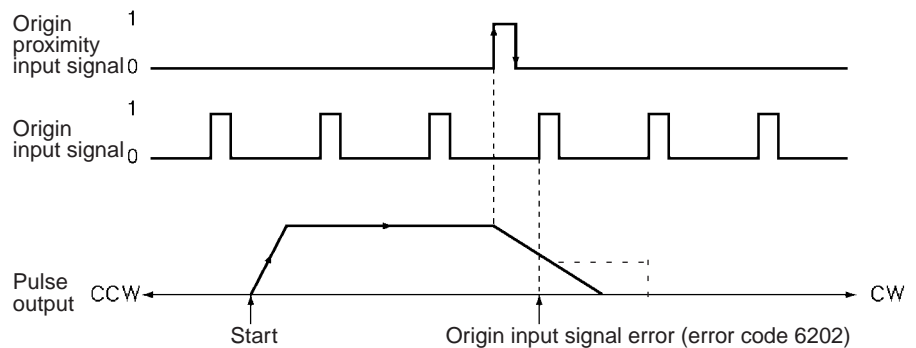 Origin
proximity
input signal
1
0
Origin
input signal
1
0
Pulse
output
CCW
CW
Start
Origin input signal error (error code 6202)